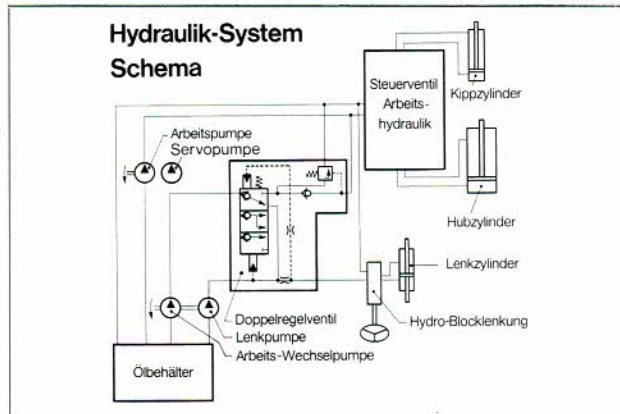 Hydraulik-System
Schema
Steuerventil
Arbeits-
hydraulik
Kippzylinder
Arbeitspumpe
Servopumpe
Hubzylinder
Lenkzylinder
Hydro-Blocklenkung
Doppelregelventil
Lenkpumpe
Arbeits-Wechselpumpe
Ölbehälter